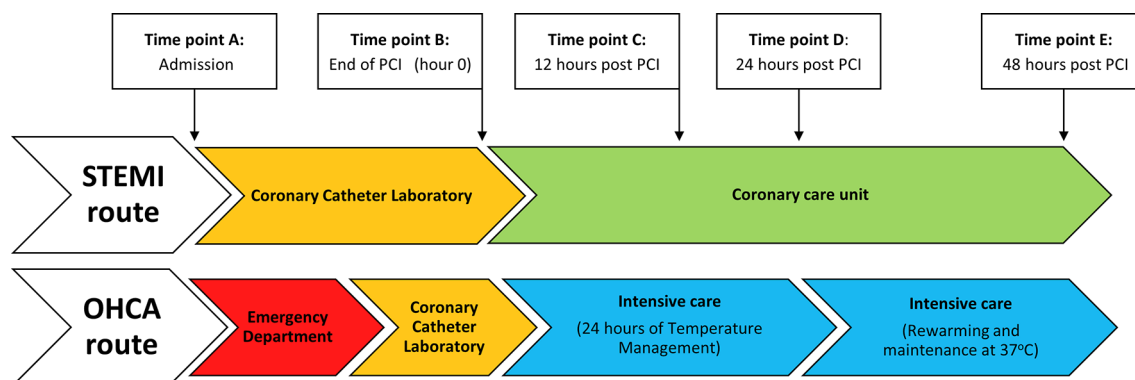 Time point A:
Admission
Time point B:
End of PCI (hour 0)
Time point C:
12 hours post PCI
Time point D:
24 hours post PCI
Time point E:
48 hours post PCI
STEMI
route
Coronary Catheter Laboratory
Coronary care unit
OHCA
route
Emergency
Department
Coronary
Catheter
Laboratory
Intensive care
(24 hours of Temperature
Management)
Intensive care
(Rewarming and
maintenance at 37ºC)